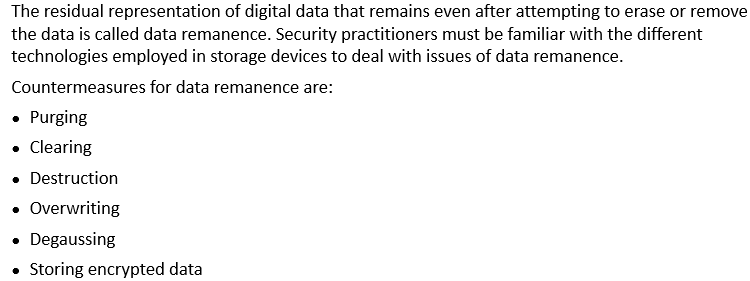 The residual representation of digital data that remains even after attempting to erase or remove
the data is called data remanence. Security practitioners must be familiar with the different
technologies employed in storage devices to deal with issues of data remanence.
Countermeasures for data remanence are:
• Purging
• Clearing
• Destruction
• Overwriting
• Degaussing
• Storing encrypted data